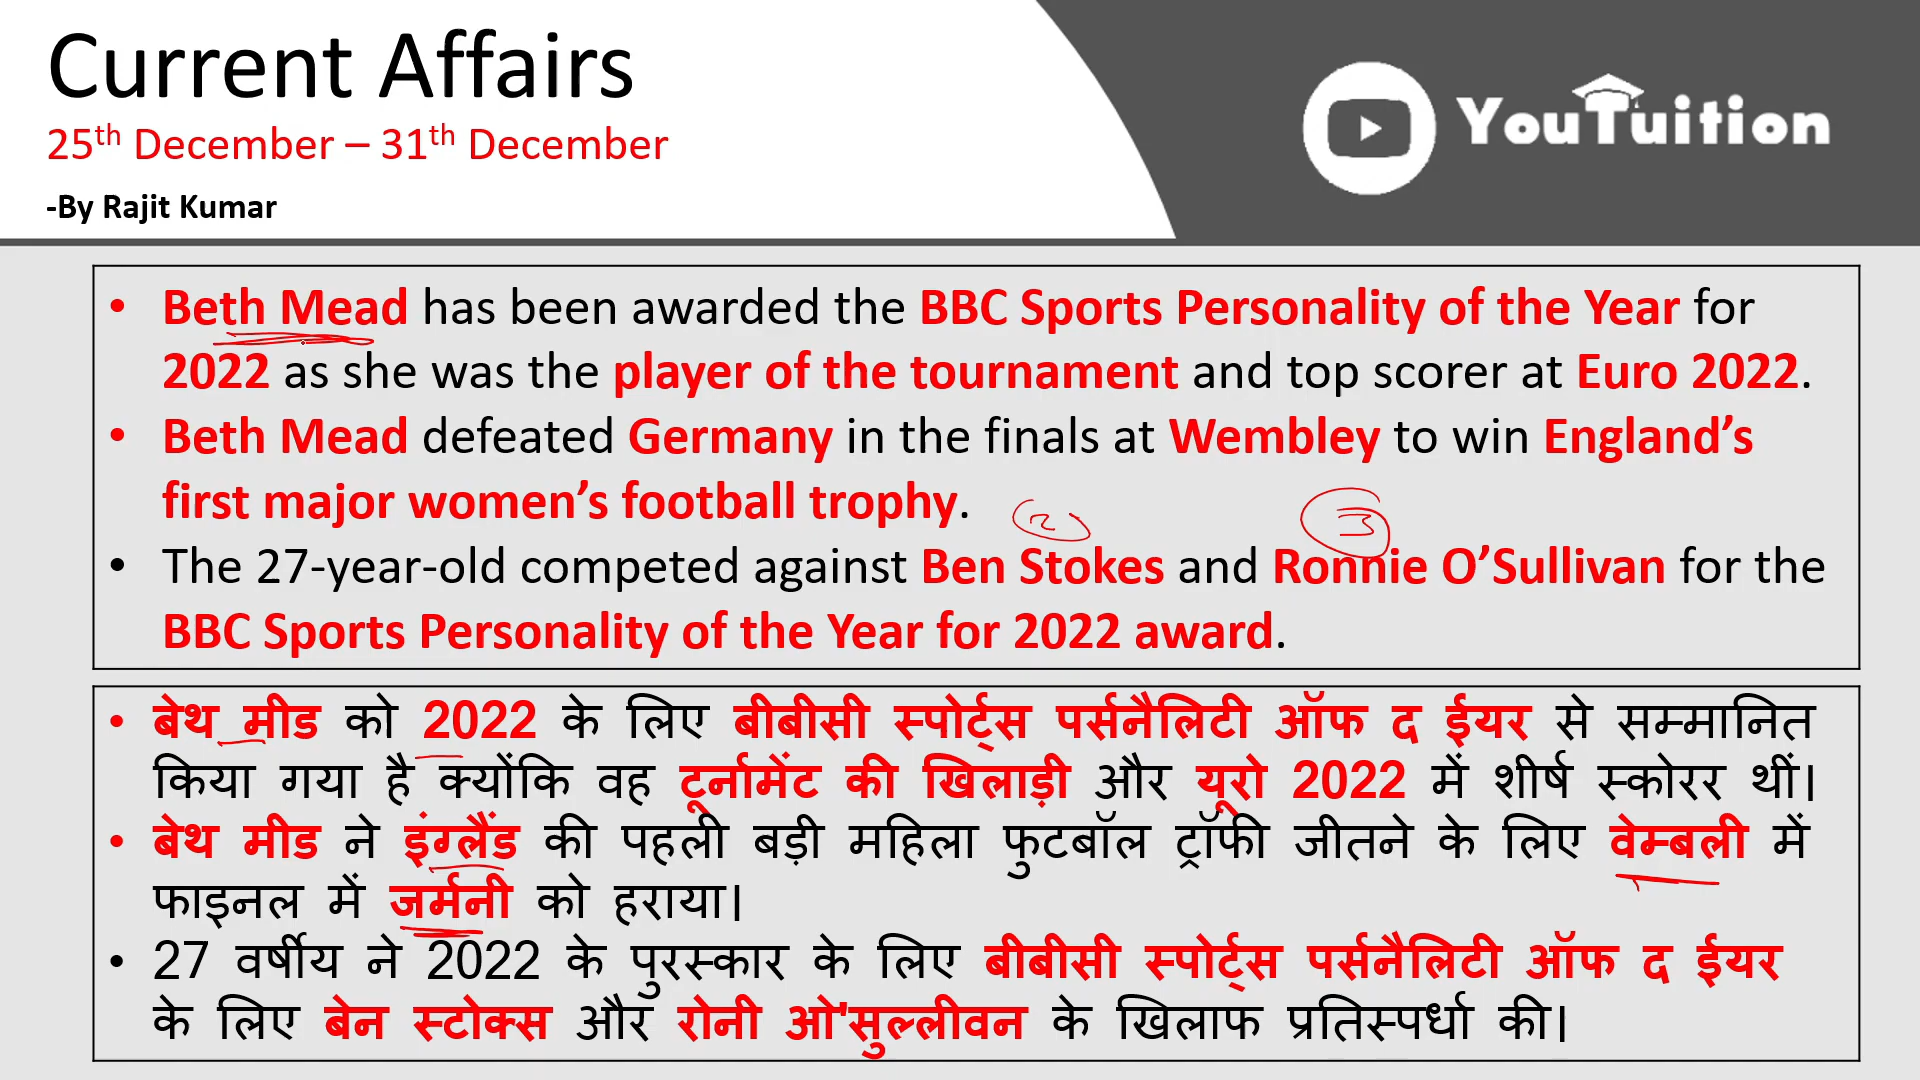 Current Affairs
25th December – 31th December
-By Rajit Kumar
YouTuition
• Beth Mead has been awarded the BBC Sports Personality of the Year for
2022 as she was the player of the tournament and top scorer at Euro 2022.
• Beth Mead defeated Germany in the finals at Wembley to win England’s
first major women’s football trophy.
2 3
• The 27-year-old competed against Ben Stokes and Ronnie O’Sullivan for the
BBC Sports Personality of the Year for 2022 award.
• बेथ मीड को 2022 के लिए बीबीसी स्पोर्ट्स पर्सनैलिटी ऑफ द ईयर से सम्मानित
किया गया है क्योंकि वह टूर्नामेंट की खिलाड़ी और यूरो 2022 में शीर्ष स्कोरर थीं।
• बेथ मीड ने इंग्लैंड की पहली बड़ी महिला फुटबॉल ट्रॉफी जीतने के लिए वेम्बली में
फाइनल में जर्मनी को हराया।
• 27 वर्षीय ने 2022 के पुरस्कार के लिए बीबीसी स्पोर्ट्स पर्सनैलिटी ऑफ द ईयर
के लिए बेन स्टोक्स और रोनी ओ'सुल्लीवन के खिलाफ प्रतिस्पर्धा की।